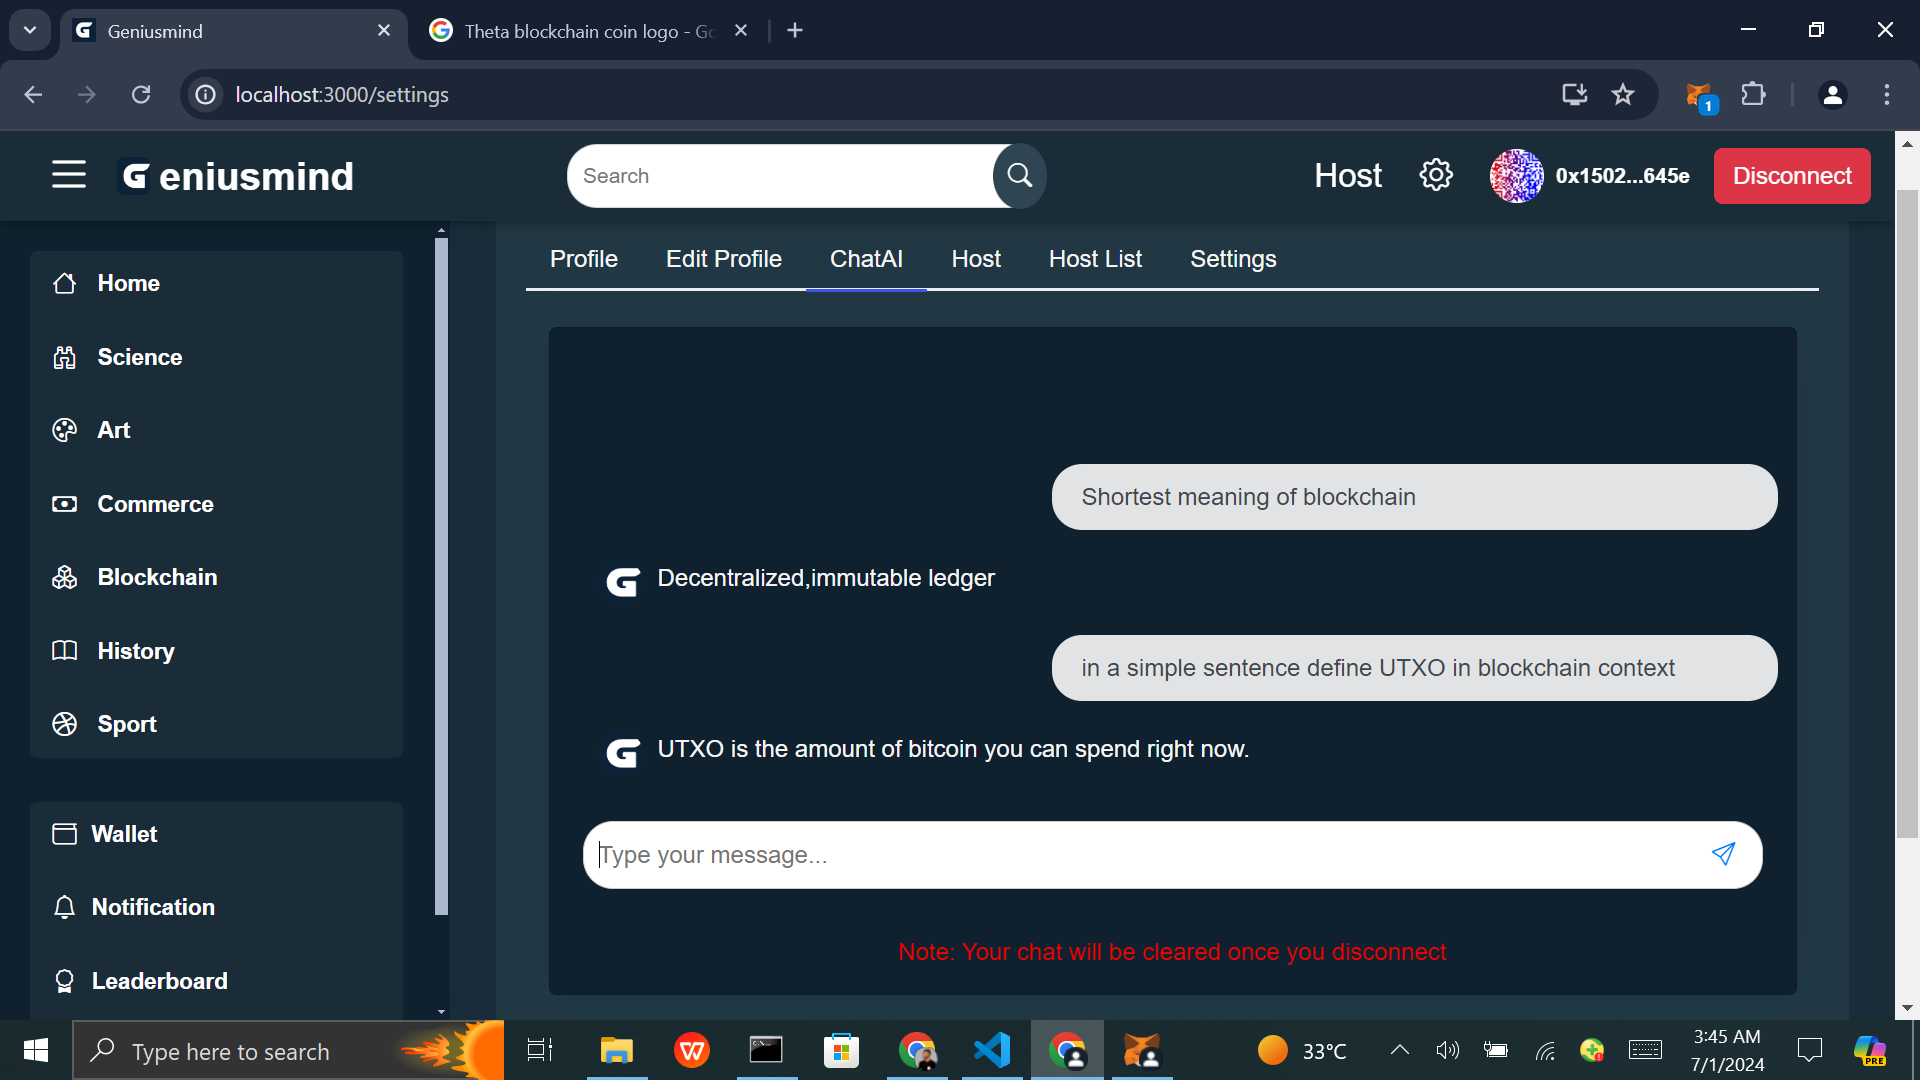 Geniusmind
Theta blockchain coin logo - Go
localhost:3000/settings
1
Geniusmind
Search
Host
0x1502...645e
Disconnect
Profile
Edit Profile
ChatAI
Host
Host List
Settings
Home
Science
Art
Commerce
Blockchain
History
Sport
Wallet
Notification
Leaderboard
Shortest meaning of blockchain
Decentralized,immutable ledger
in a simple sentence define UTXO in blockchain context
UTXO is the amount of bitcoin you can spend right now.
Type your message...
Note: Your chat will be cleared once you disconnect
Type here to search
33°C
3:45 AM
7/1/2024
PRE